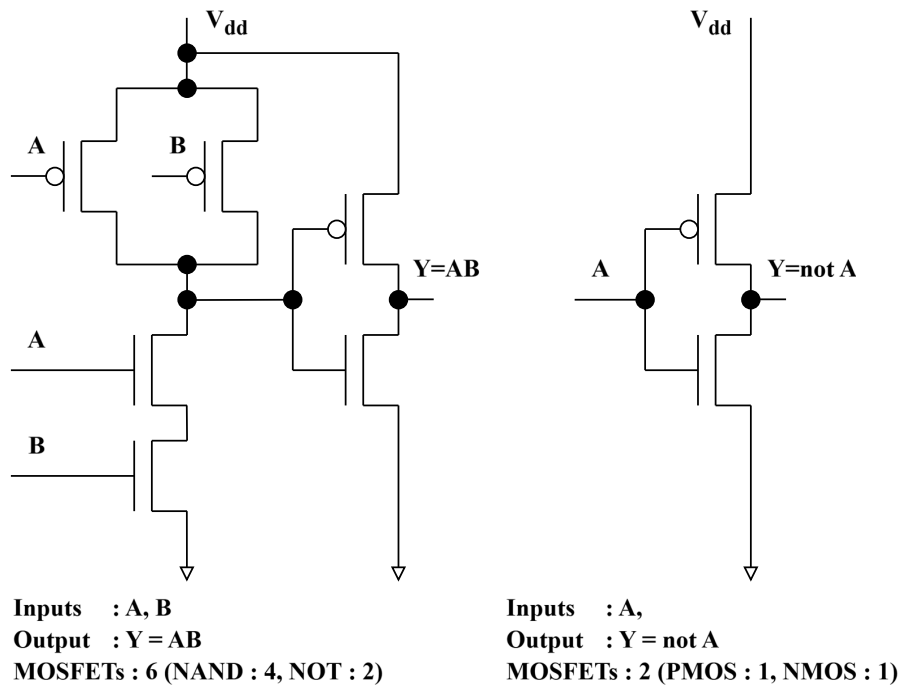 Vdd
Vdd
A
B
Y=AB
A
Y=not A
A
B
Inputs : A, B
Output : Y = AB
MOSFETs : 6 (NAND : 4, NOT : 2)
Inputs : A,
Output : Y = not A
MOSFETs : 2 (PMOS : 1, NMOS : 1)